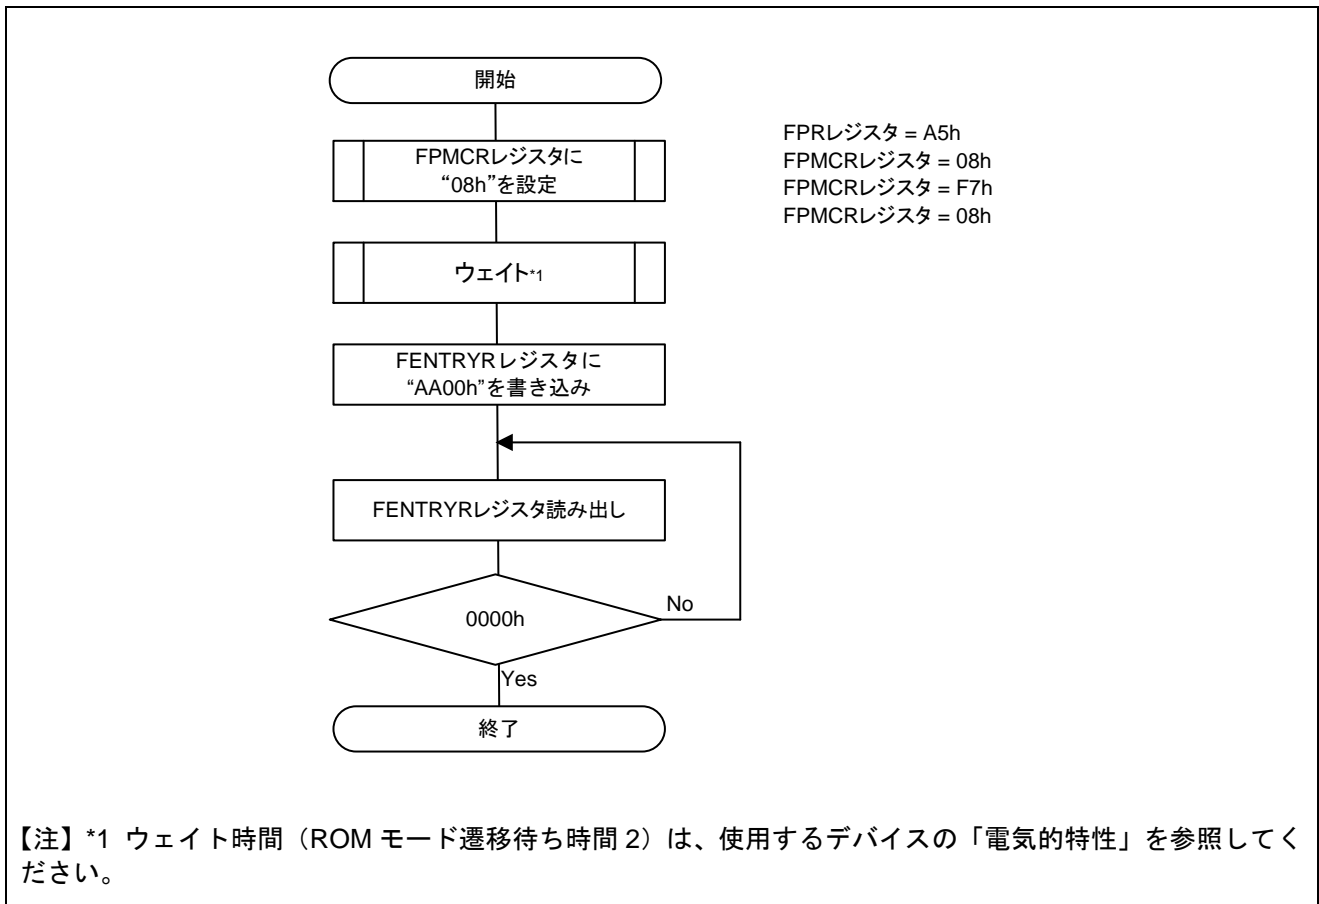 開始
FPMCRレジスタに
“08h”を設定
FPRレジスタ = A5h
FPMCRレジスタ = 08h
FPMCRレジスタ = F7h
FPMCRレジスタ = 08h
ウェイト*1
FENTRYRレジスタに
“AA00h”を書き込み
FENTRYRレジスタ読み出し
0000h
No
Yes
終了
【注】*1 ウェイト時間（ROM モード遷移待ち時間 2）は、使用するデバイスの「電気的特性」を参照してく
ださい。